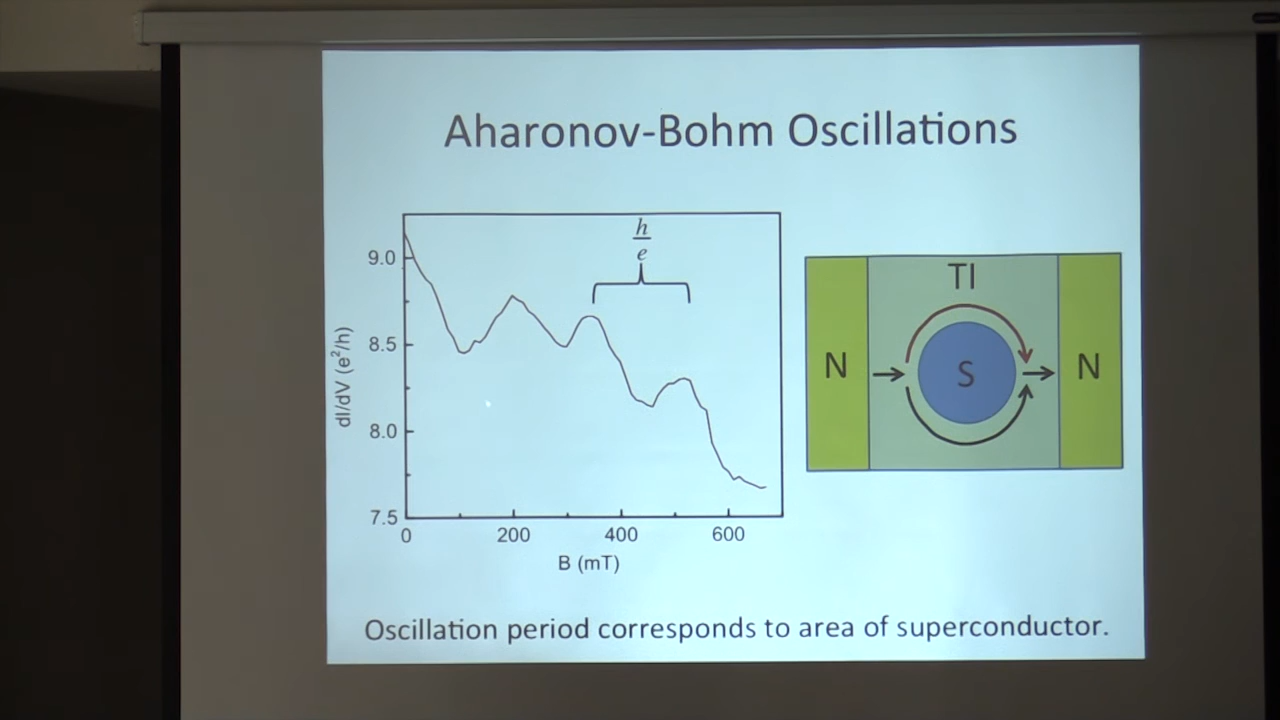 Aharonov-Bohm Oscillations
h
e
9.0
8.5
8.0
7.5
dI/dV (e²/h)
0 200 400 600
B (mT)
TI
N S N
Oscillation period corresponds to area of superconductor.